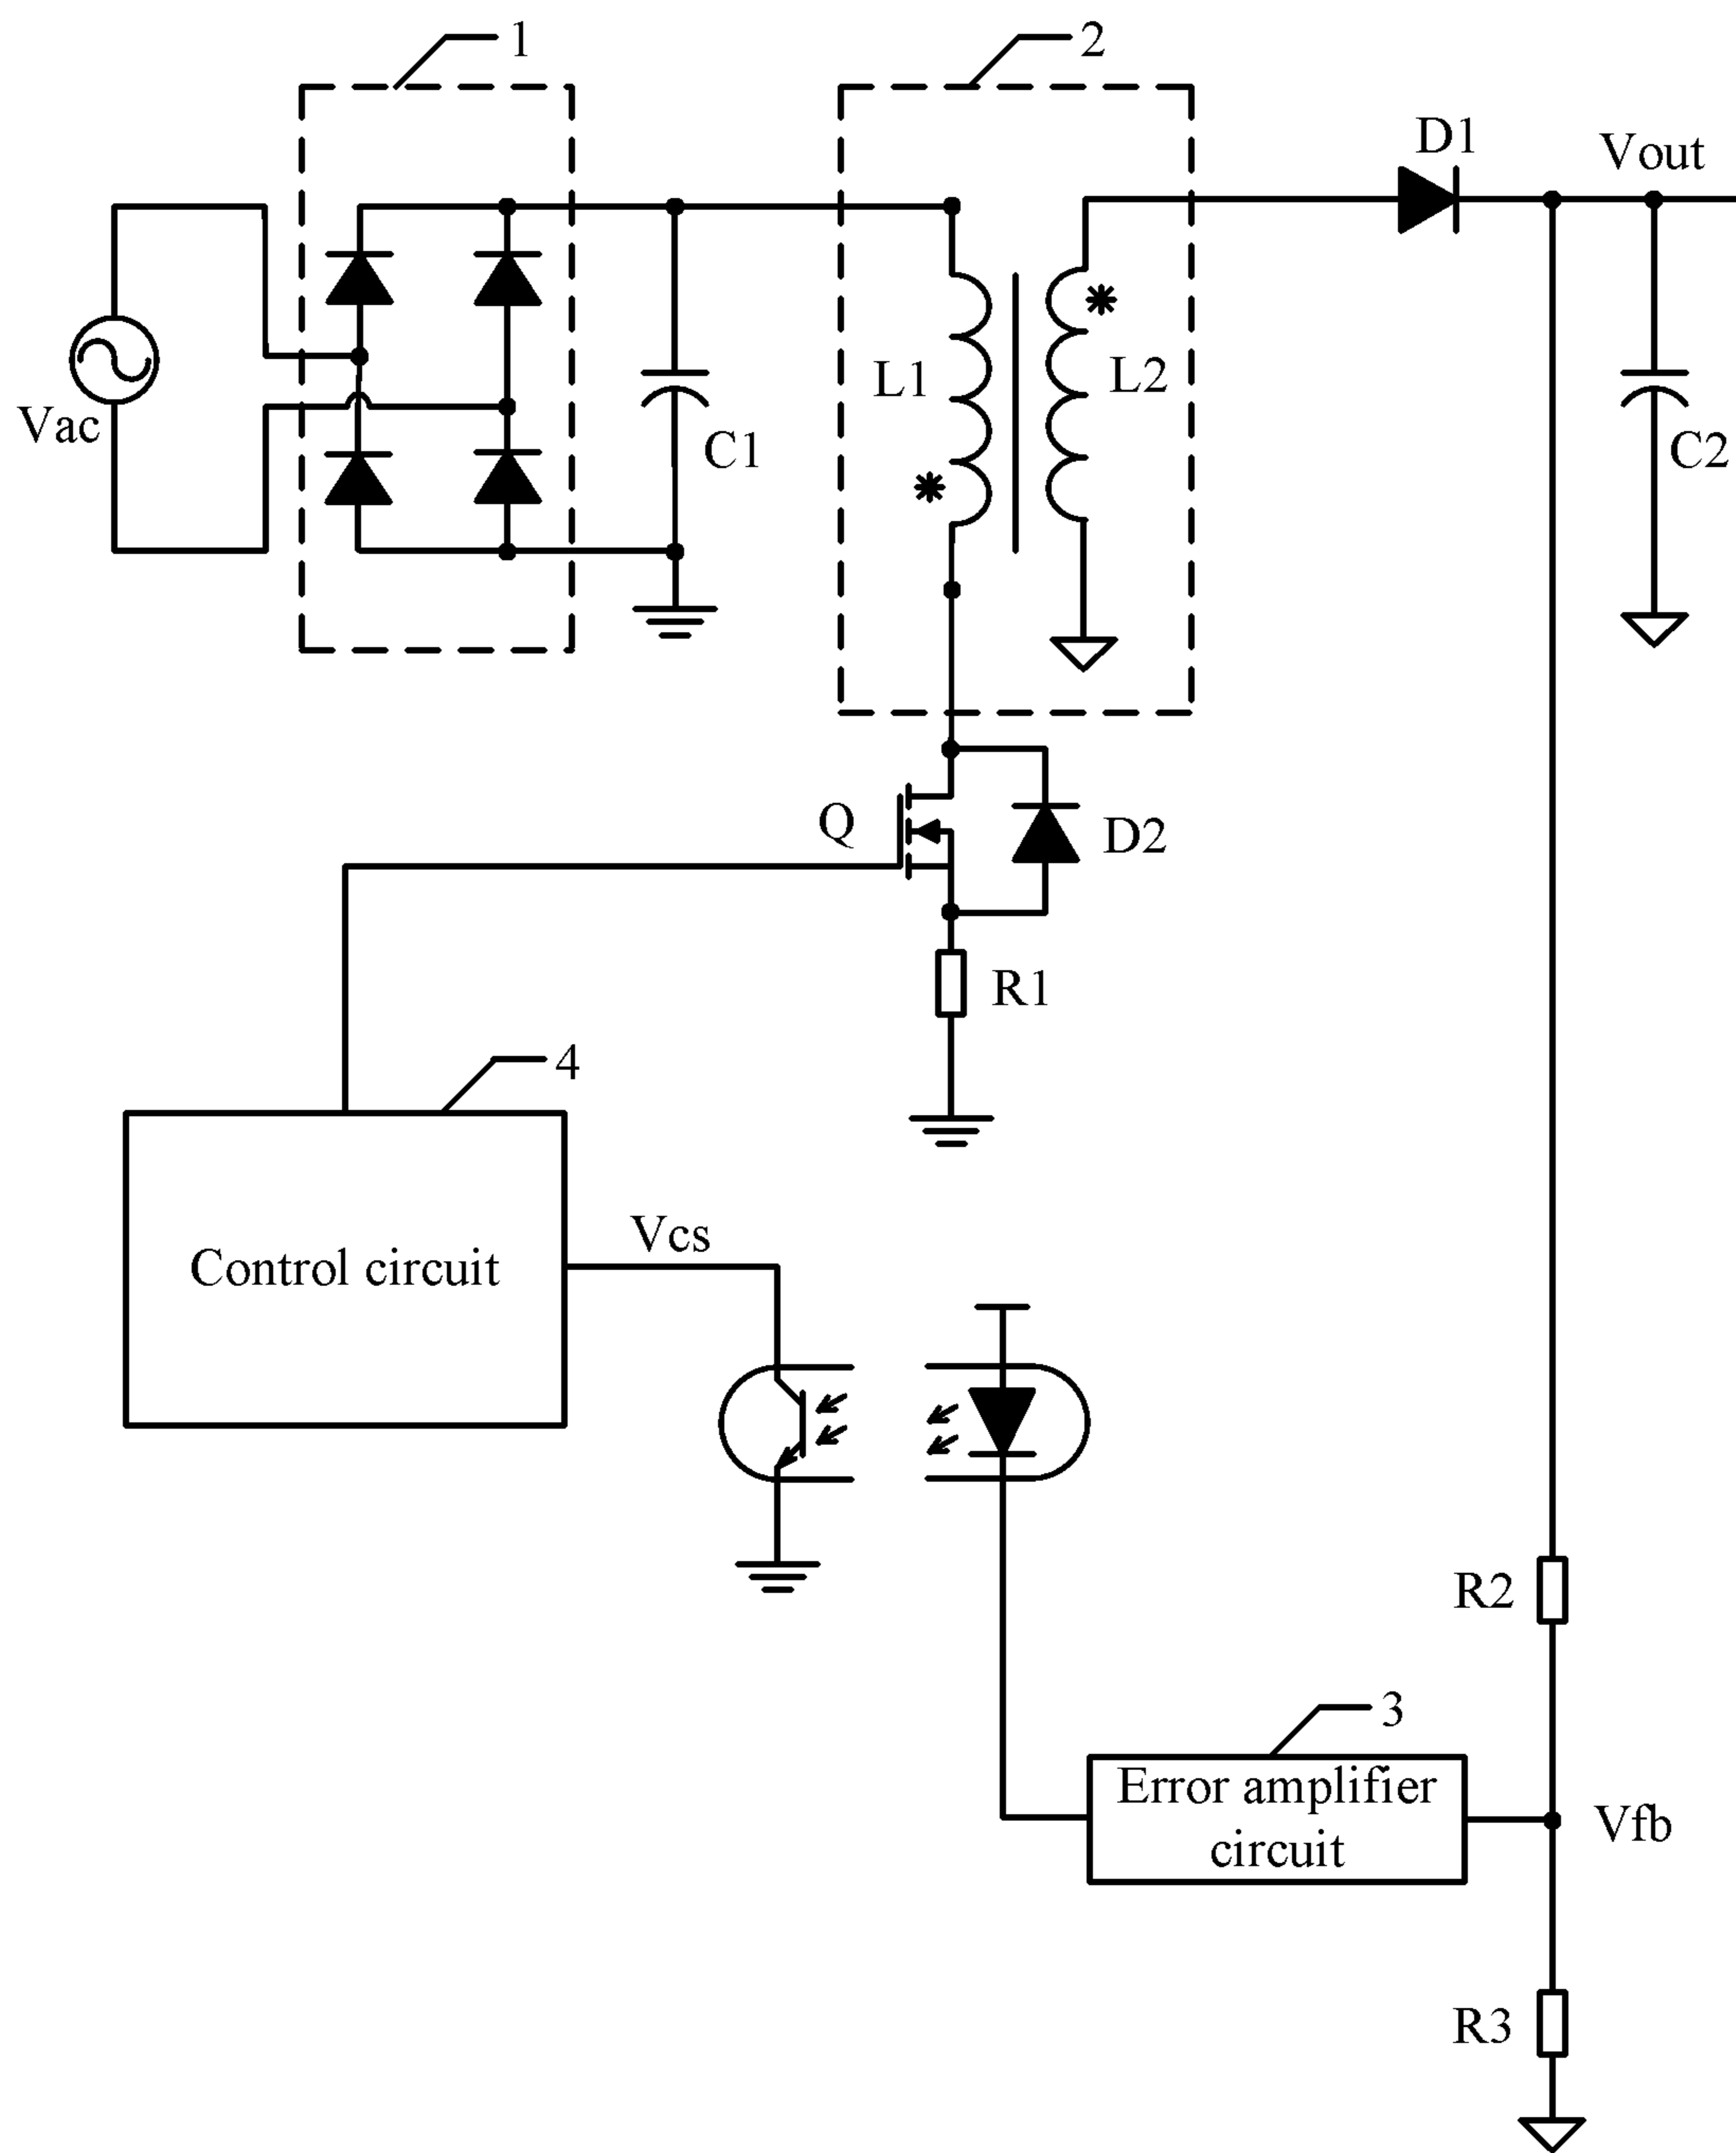 1
2
D1
Vout
Vac
L1
L2
C1
C2
Q
D2
R1
4
Control circuit
Vcs
R2
3
Error amplifier
circuit
Vfb
R3